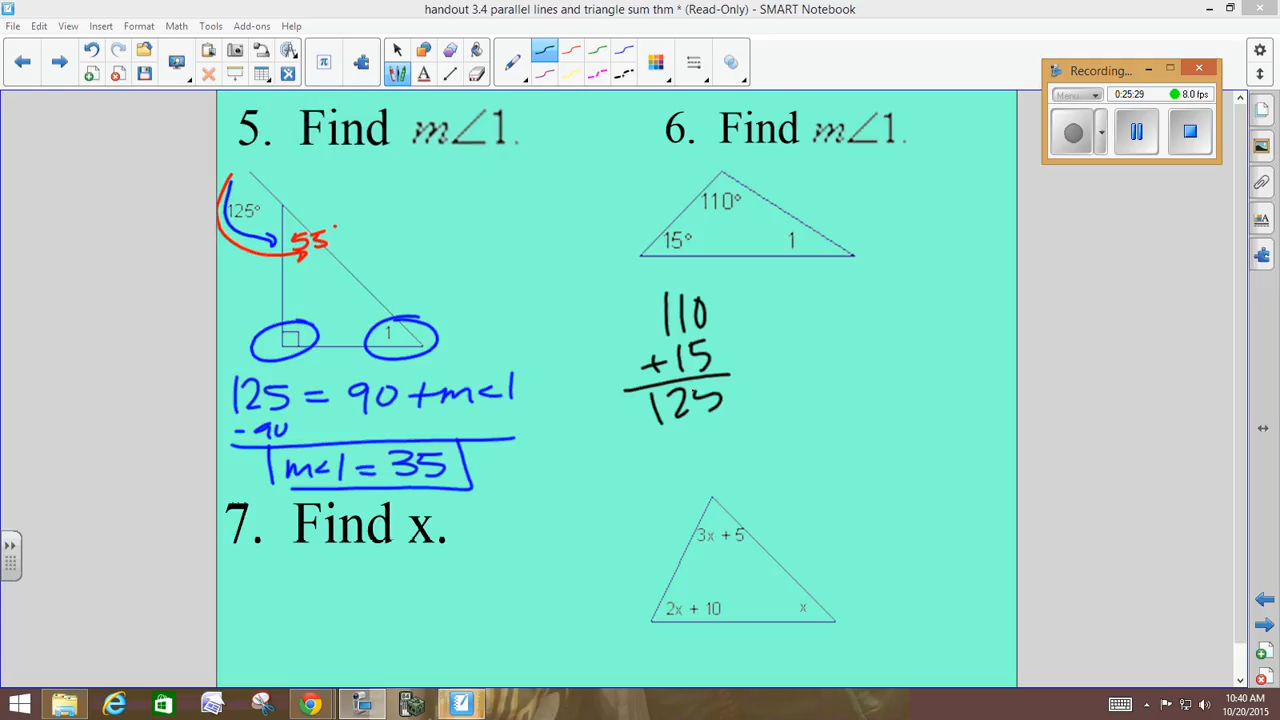 handout 3.4 parallel lines and triangle sum thm * (Read-Only) - SMART Notebook
File Edit View Insert Format Math Tools Add-ons Help
Recording...
Menu...
0:25:29
8.0 fps
5. Find m∠1.
125°
55°
1
125 = 90 + m<1
-90
m<1 = 35
6. Find m∠1.
110°
15°
1
110
+15
125
7. Find x.
3x + 5
2x + 10
x
10:40 AM
10/20/2015